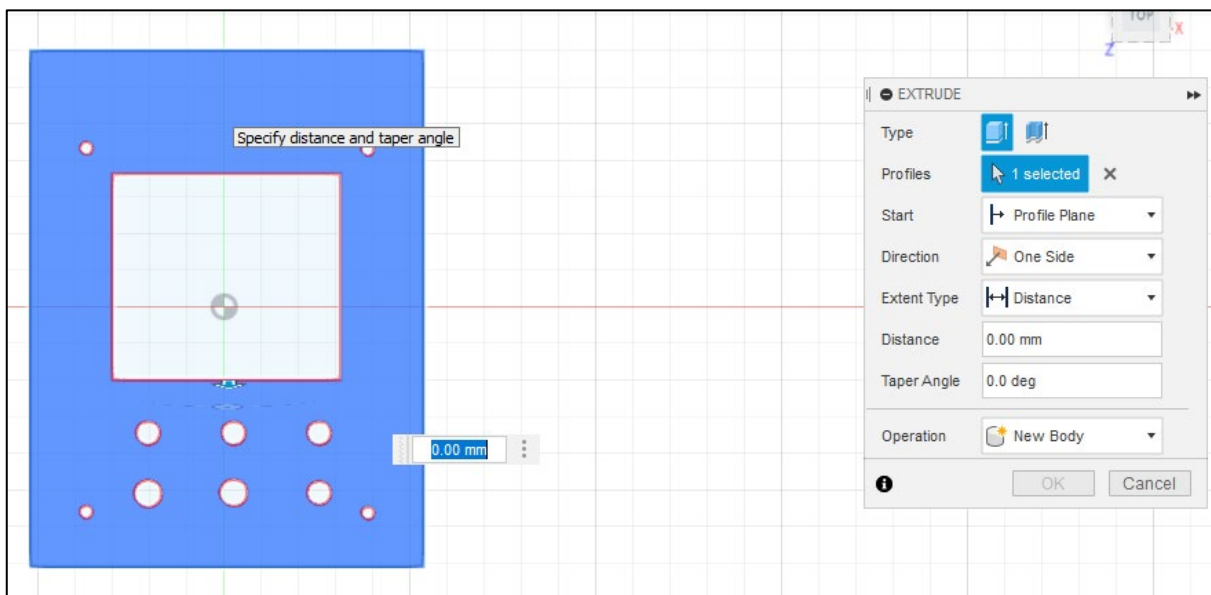 TOP
X
Z
Specify distance and taper angle
0.00 mm
EXTRUDE
Type
Profiles 1 selected
Start Profile Plane
Direction One Side
Extent Type Distance
Distance 0.00 mm
Taper Angle 0.0 deg
Operation New Body
OK Cancel